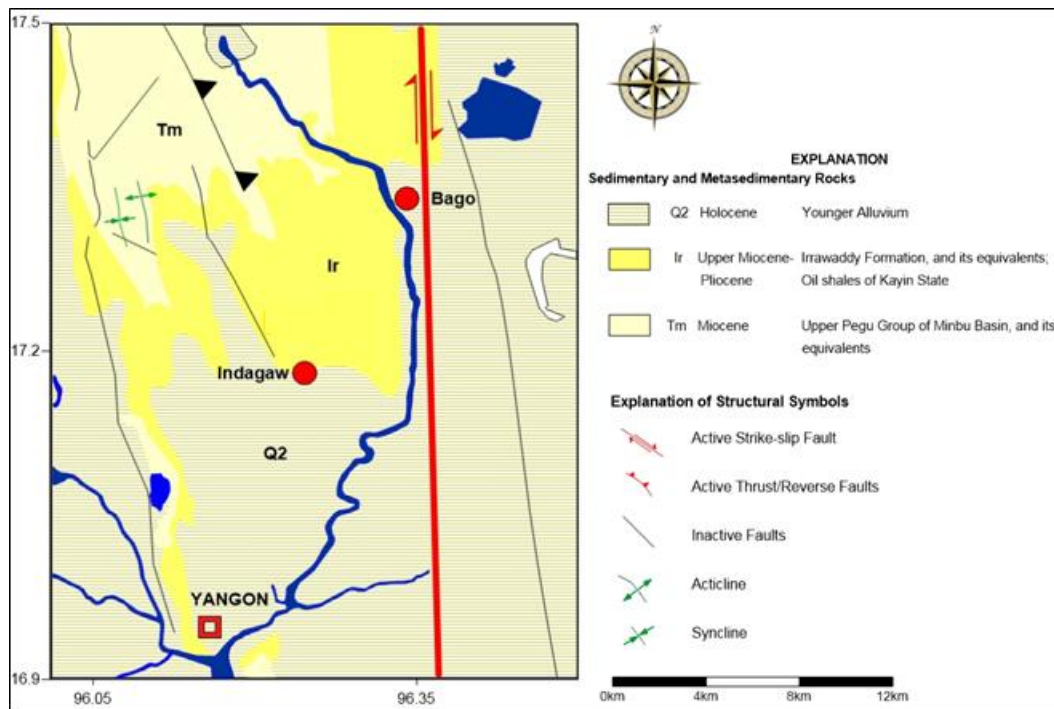 17.5
17.2
16.9
96.05
96.35
Tm
Bago
Ir
Indagaw
Q2
YANGON
N
EXPLANATION
Sedimentary and Metasedimentary Rocks
Q2 Holocene Younger Alluvium
Ir Upper Miocene- Irrawaddy Formation, and its equivalents;
Pliocene Oil shales of Kayin State
Tm Miocene Upper Pegu Group of Minbu Basin, and its
equivalents
Explanation of Structural Symbols
Active Strike-slip Fault
Active Thrust/Reverse Faults
Inactive Faults
Acticline
Syncline
0km 4km 8km 12km